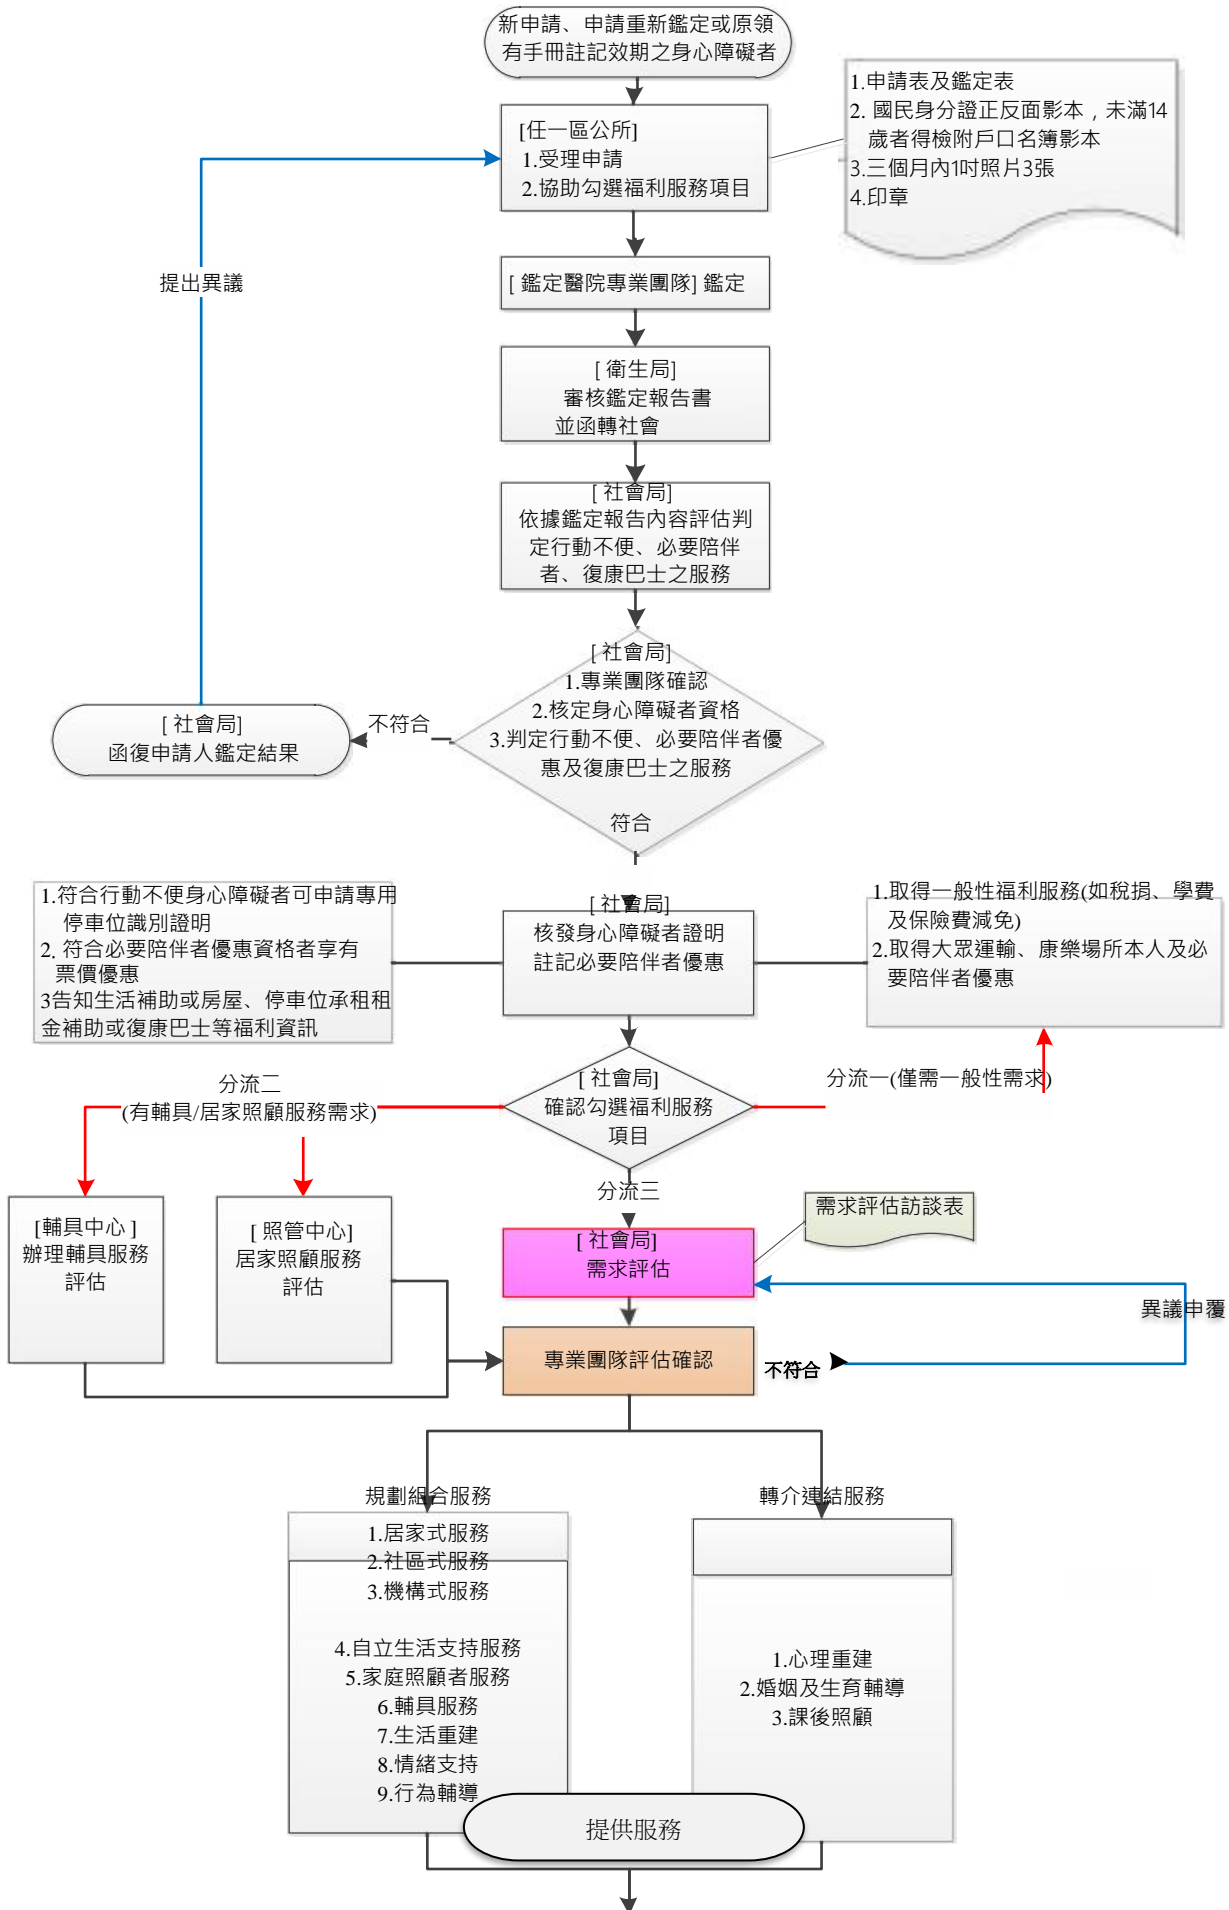 新申請、申請重新鑑定或原領
有手冊註記效期之身心障礙者
[任一區公所]
1.受理申請
2.協助勾選福利服務項目
1.申請表及鑑定表
2. 國民身分證正反面影本，未滿14
歲者得檢附戶口名簿影本
3.三個月內1吋照片3張
4.印章
提出異議
[ 鑑定醫院專業團隊] 鑑定
[ 衛生局]
審核鑑定報告書
並函轉社會
[ 社會局]
依據鑑定報告內容評估判
定行動不便、必要陪伴
者、復康巴士之服務
[ 社會局]
1.專業團隊確認
2.核定身心障礙者資格
3.判定行動不便、必要陪伴者優
惠及復康巴士之服務
符合
不符合
[ 社會局]
函復申請人鑑定結果
1.符合行動不便身心障礙者可申請專用
停車位識別證明
2. 符合必要陪伴者優惠資格者享有
票價優惠
3告知生活補助或房屋、停車位承租租
金補助或復康巴士等福利資訊
[ 社會局]
核發身心障礙者證明
註記必要陪伴者優惠
1.取得一般性福利服務(如稅捐、學費
及保險費減免)
2.取得大眾運輸、康樂場所本人及必
要陪伴者優惠
分流二
(有輔具/居家照顧服務需求)
[ 社會局]
確認勾選福利服務
項目
分流一(僅需一般性需求)
分流三
[輔具中心 ]
辦理輔具服務
評估
[ 照管中心]
居家照顧服務
評估
[ 社會局]
需求評估
需求評估訪談表
異議申覆
專業團隊評估確認
不符合
規劃組合服務
1.居家式服務
2.社區式服務
3.機構式服務
4.自立生活支持服務
5.家庭照顧者服務
6.輔具服務
7.生活重建
8.情緒支持
9.行為輔導
轉介連結服務
1.心理重建
2.婚姻及生育輔導
3.課後照顧
提供服務